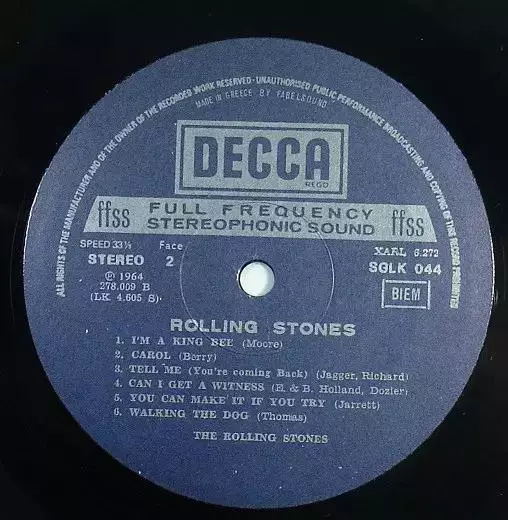 ALL RIGHTS OF THE MANUFACTURER AND OF THE OWNER OF THE RECORDED WORK RESERVED · UNAUTHORISED PUBLIC PERFORMANCE BROADCASTING AND COPYING OF THIS RECORD PROHIBITED
MADE IN GREECE BY FABELSOUND
DECCA
REGD
ffss FULL FREQUENCY ffss
STEREOPHONIC SOUND
SPEED 33⅓ Face XARL 6.272
STEREO 2 SGLK 044
℗ 1964 BIEM
278.009 B
(LK 4.605 S)
ROLLING STONES
1. I'M A KING BEE (Moore)
2. CAROL (Berry)
3. TELL ME (You're coming Back) (Jagger, Richard)
4. CAN I GET A WITNESS (E. & B. Holland, Dozier)
5. YOU CAN MAKE IT IF YOU TRY (Jarrett)
6. WALKING THE DOG (Thomas)
THE ROLLING STONES